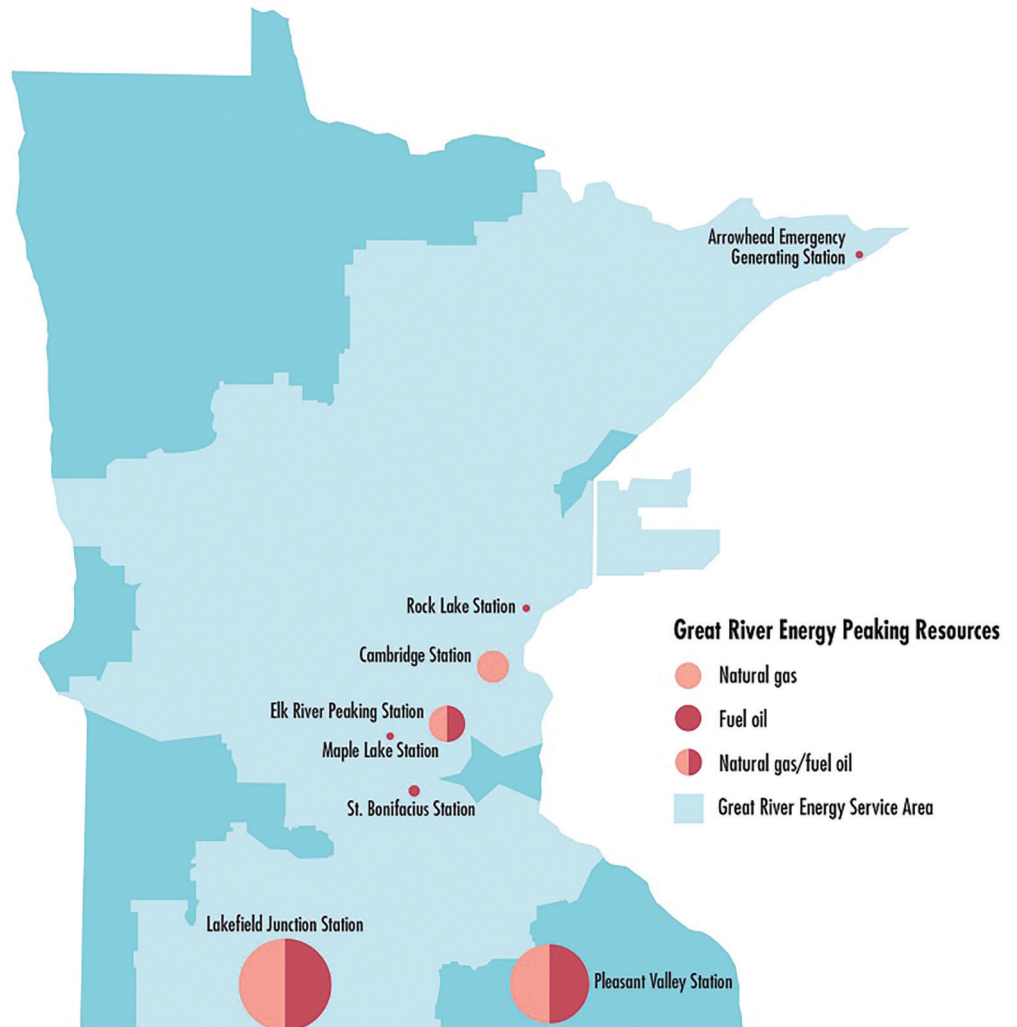 Arrowhead Emergency
Generating Station
Rock Lake Station
Cambridge Station
Elk River Peaking Station
Maple Lake Station
St. Bonifacius Station
Lakefield Junction Station
Pleasant Valley Station
Great River Energy Peaking Resources
Natural gas
Fuel oil
Natural gas/fuel oil
Great River Energy Service Area